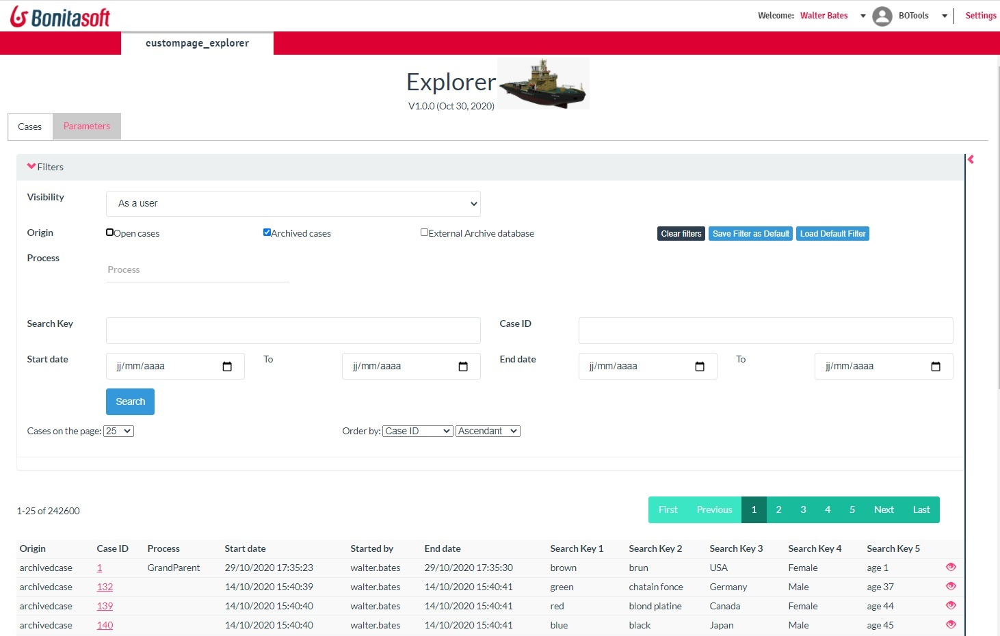 Bonitasoft
Welcome: Walter Bates BOTools Settings
custompage_explorer
Explorer
V1.0.0 (Oct 30, 2020)
Cases Parameters
Filters
Visibility As a user
Origin Open cases Archived cases External Archive database Clear filters Save Filter as Default Load Default Filter
Process
Process
Search Key Case ID
Start date jj/mm/aaaa To jj/mm/aaaa End date jj/mm/aaaa To jj/mm/aaaa
Search
Cases on the page: 25 Order by: Case ID Ascendant
1-25 of 242600 First Previous 1 2 3 4 5 Next Last
Origin Case ID Process Start date Started by End date Search Key 1 Search Key 2 Search Key 3 Search Key 4 Search Key 5
archivedcase 1 GrandParent 29/10/2020 17:35:23 walter.bates 29/10/2020 17:35:30 brown brun USA Female age 1
archivedcase 132 14/10/2020 15:40:39 walter.bates 14/10/2020 15:40:41 green chatain fonce Germany Male age 37
archivedcase 139 14/10/2020 15:40:40 walter.bates 14/10/2020 15:40:41 red blond platine Canada Female age 44
archivedcase 140 14/10/2020 15:40:40 walter.bates 14/10/2020 15:40:41 blue black Japan Male age 45